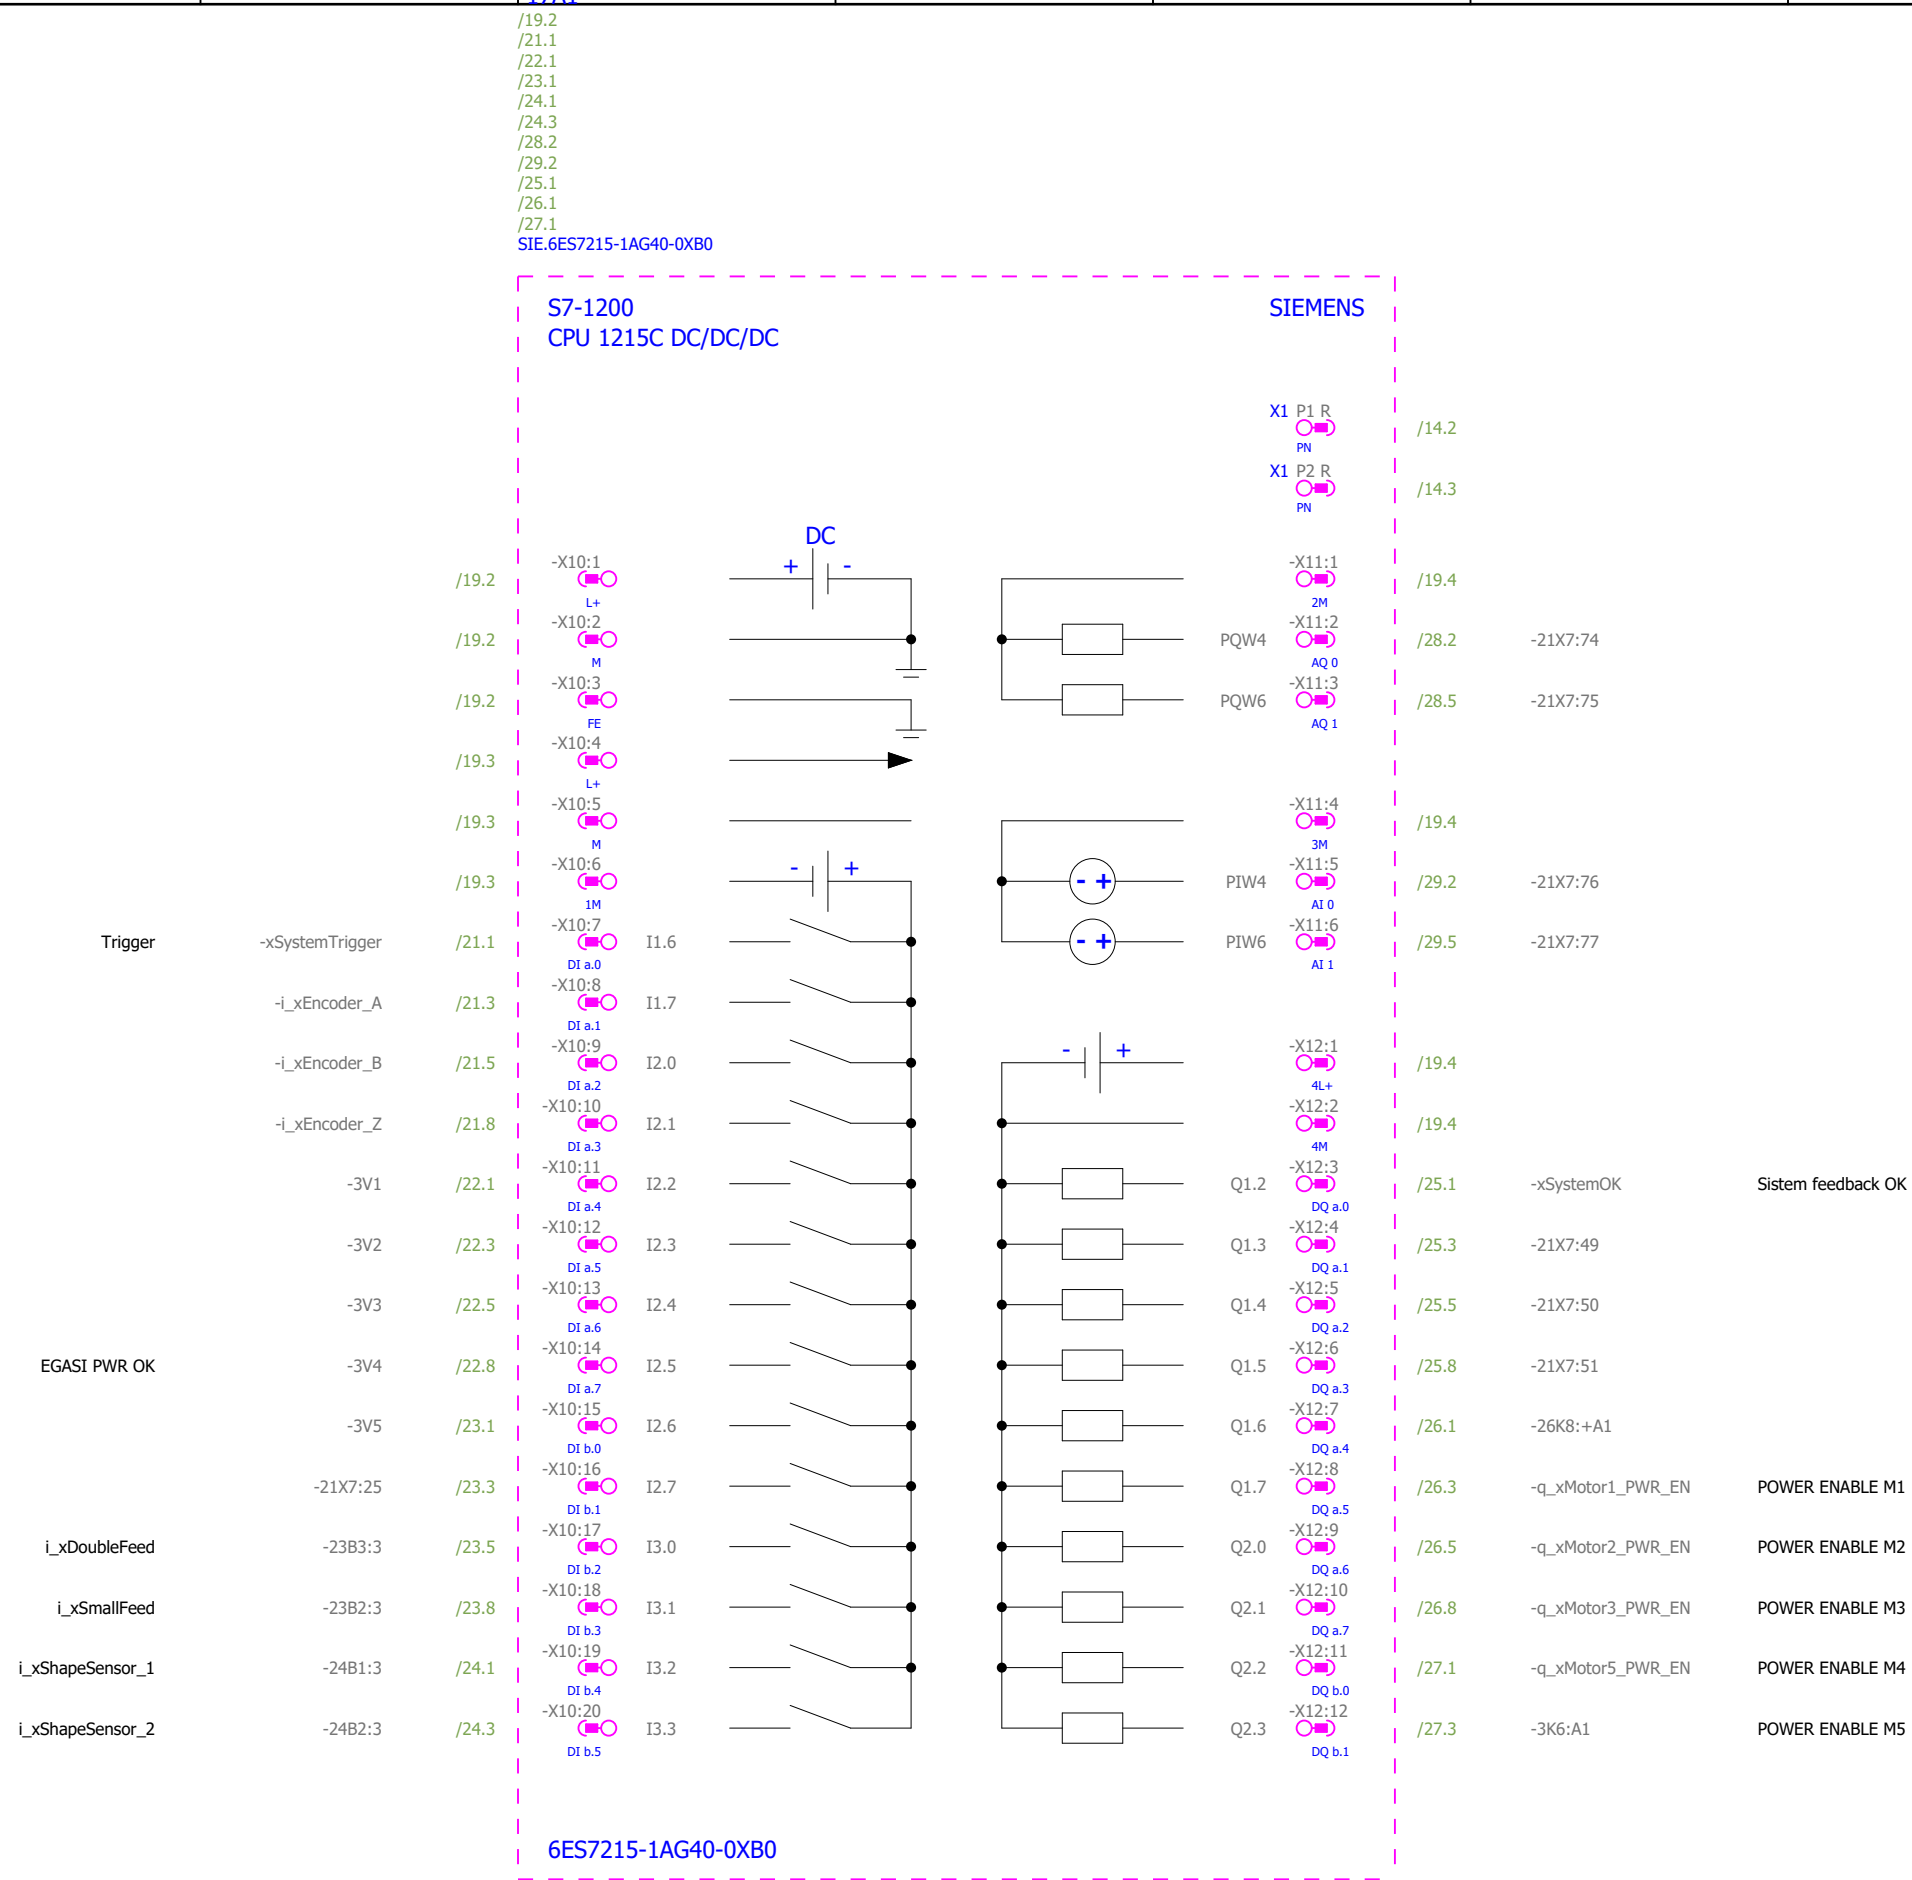 /19.2
/21.1
/22.1
/23.1
/24.1
/24.3
/28.2
/29.2
/25.1
/26.1
/27.1
SIE.6ES7215-1AG40-0XB0
S7-1200 SIEMENS
CPU 1215C DC/DC/DC
X1 P1 R
/14.2
PN
X1 P2 R
/14.3
PN
DC
-X10:1 + - -X11:1
/19.2 /19.4
L+ 2M
-X10:2 -X11:2
/19.2 PQW4 /28.2 -21X7:74
M AQ 0
-X10:3 -X11:3
/19.2 PQW6 /28.5 -21X7:75
FE AQ 1
-X10:4
/19.3
L+
-X10:5 -X11:4
/19.3 /19.4
M 3M
-X10:6 - + -X11:5
/19.3 - + PIW4 /29.2 -21X7:76
1M AI 0
-X10:7 -X11:6
Trigger -xSystemTrigger /21.1 I1.6 - + PIW6 /29.5 -21X7:77
DI a.0 AI 1
-X10:8
-i_xEncoder_A /21.3 I1.7
DI a.1
-X10:9 - + -X12:1
-i_xEncoder_B /21.5 I2.0 /19.4
DI a.2 4L+
-X10:10 -X12:2
-i_xEncoder_Z /21.8 I2.1 /19.4
DI a.3 4M
-X10:11 -X12:3
-3V1 /22.1 I2.2 Q1.2 /25.1 -xSystemOK Sistem feedback OK
DI a.4 DQ a.0
-X10:12 -X12:4
-3V2 /22.3 I2.3 Q1.3 /25.3 -21X7:49
DI a.5 DQ a.1
-X10:13 -X12:5
-3V3 /22.5 I2.4 Q1.4 /25.5 -21X7:50
DI a.6 DQ a.2
-X10:14 -X12:6
EGASI PWR OK -3V4 /22.8 I2.5 Q1.5 /25.8 -21X7:51
DI a.7 DQ a.3
-X10:15 -X12:7
-3V5 /23.1 I2.6 Q1.6 /26.1 -26K8:+A1
DI b.0 DQ a.4
-X10:16 -X12:8
-21X7:25 /23.3 I2.7 Q1.7 /26.3 -q_xMotor1_PWR_EN POWER ENABLE M1
DI b.1 DQ a.5
-X10:17 -X12:9
i_xDoubleFeed -23B3:3 /23.5 I3.0 Q2.0 /26.5 -q_xMotor2_PWR_EN POWER ENABLE M2
DI b.2 DQ a.6
-X10:18 -X12:10
i_xSmallFeed -23B2:3 /23.8 I3.1 Q2.1 /26.8 -q_xMotor3_PWR_EN POWER ENABLE M3
DI b.3 DQ a.7
-X10:19 -X12:11
i_xShapeSensor_1 -24B1:3 /24.1 I3.2 Q2.2 /27.1 -q_xMotor5_PWR_EN POWER ENABLE M4
DI b.4 DQ b.0
-X10:20 -X12:12
i_xShapeSensor_2 -24B2:3 /24.3 I3.3 Q2.3 /27.3 -3K6:A1 POWER ENABLE M5
DI b.5 DQ b.1
6ES7215-1AG40-0XB0